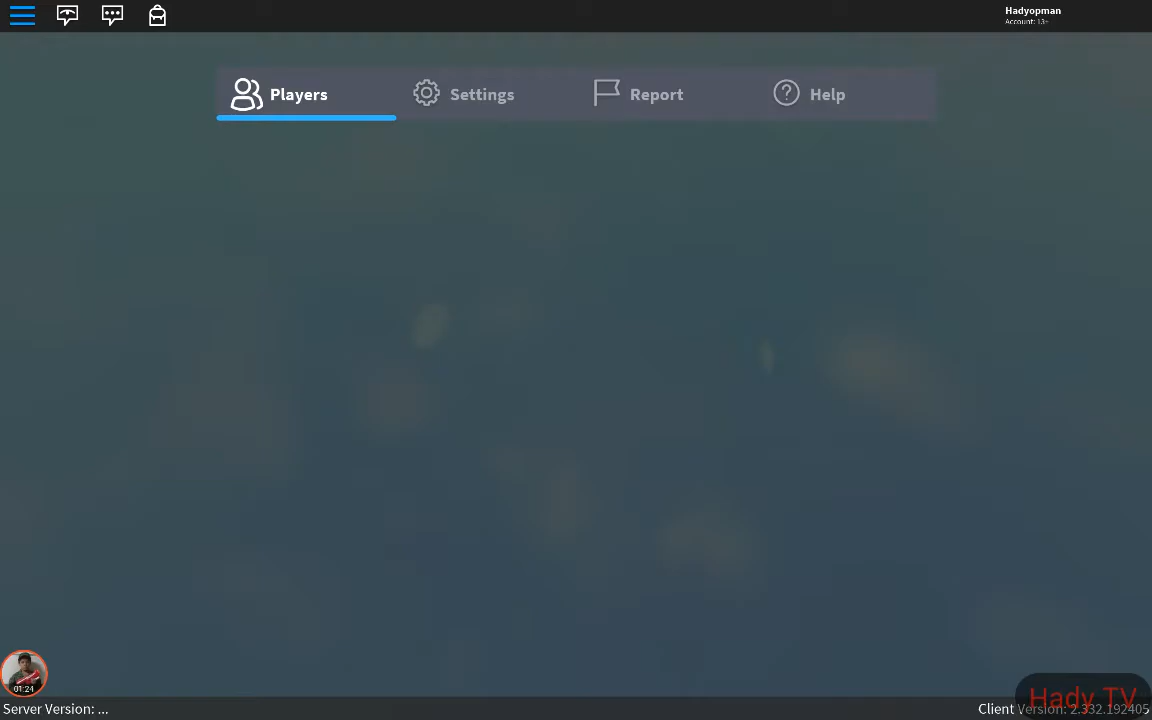 Hadyopman
Account: 13+
Players
Settings
Report
Help
01:24
Hady TV
Server Version: ...
Client Version: 2.332.192405